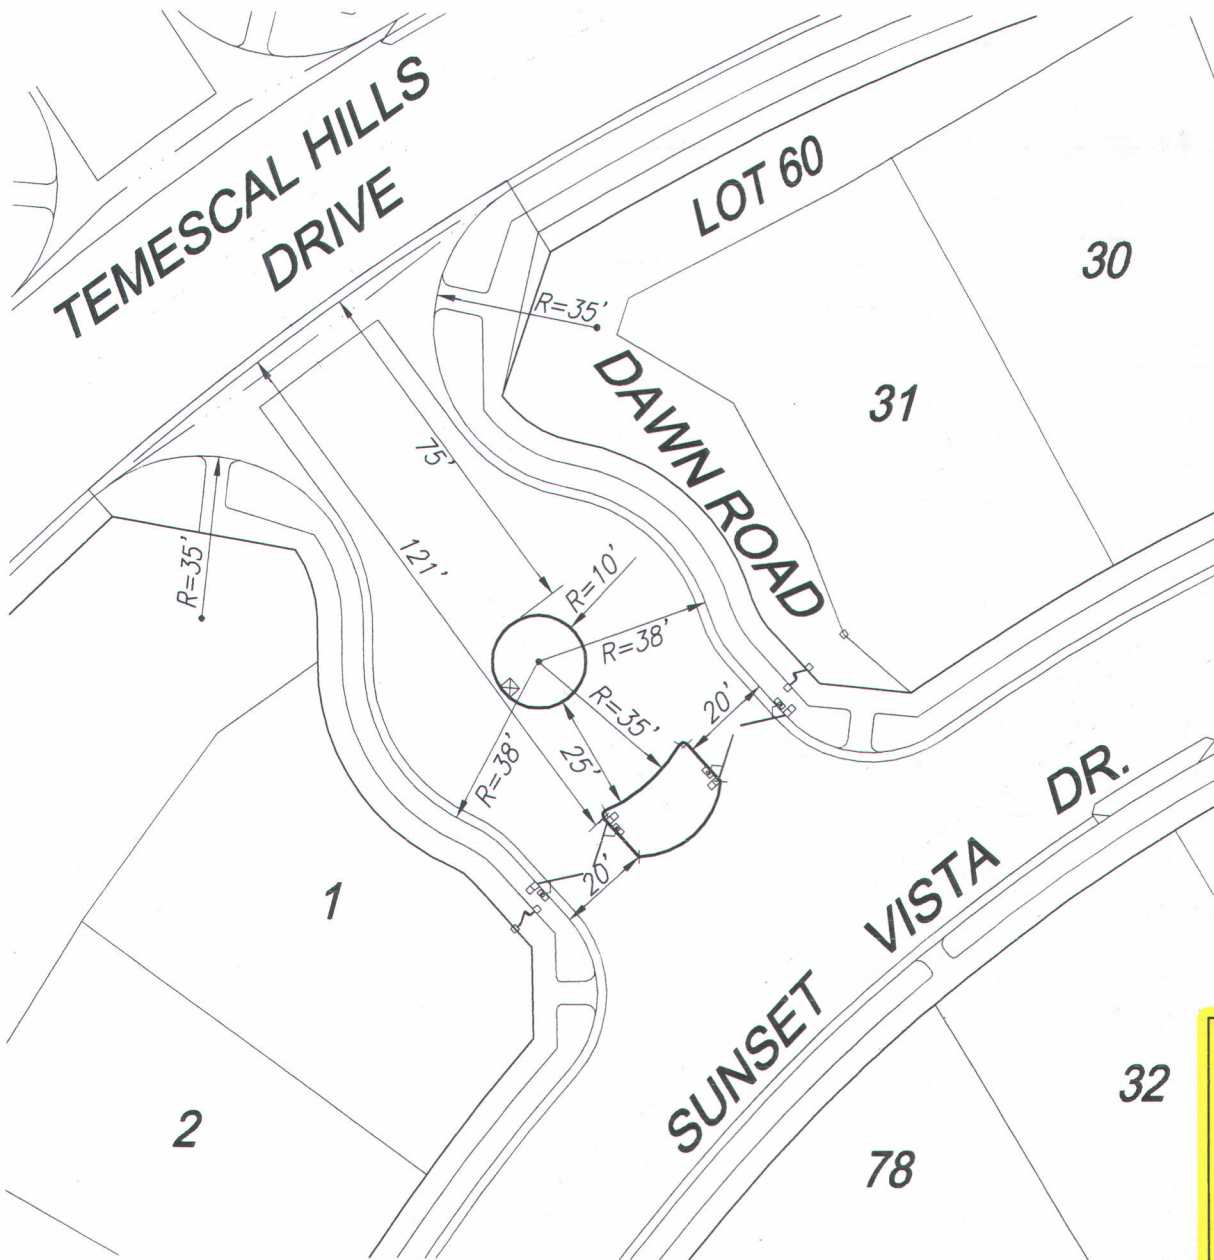 TEMESCAL HILLS
DRIVE
LOT 60
30
R=35'
DAWN ROAD
31
75'
121'
R=35'
R=10'
R=38'
R=35'
20'
25'
R=38'
20'
DR.
VISTA
SUNSET
1
2
32
78